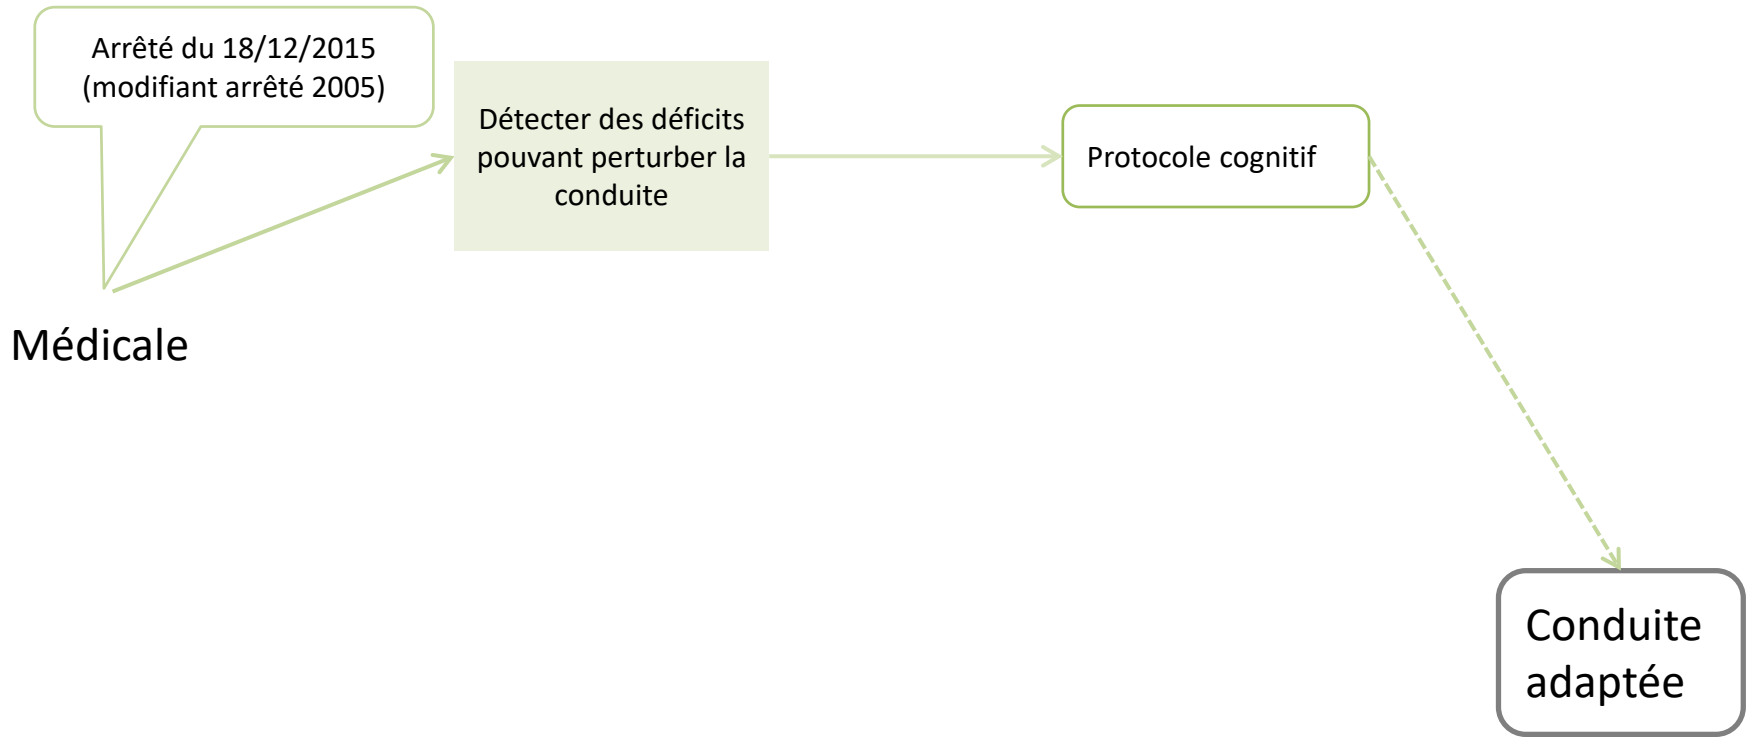 Arrêté du 18/12/2015
(modifiant arrêté 2005)
Détecter des déficits
pouvant perturber la
conduite
Protocole cognitif
Médicale
Conduite
adaptée